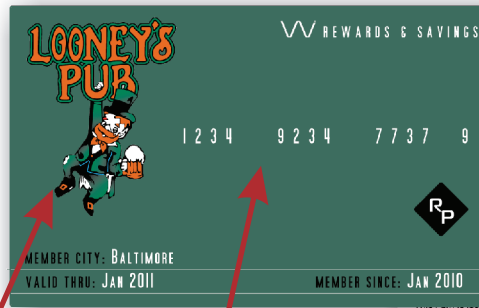 LOONEY'S
PUB
REWARDS & SAVINGS
1234 9234 7737 9
RP
MEMBER CITY: BALTIMORE
VALID THRU: JAN 2011
MEMBER SINCE: JAN 2010